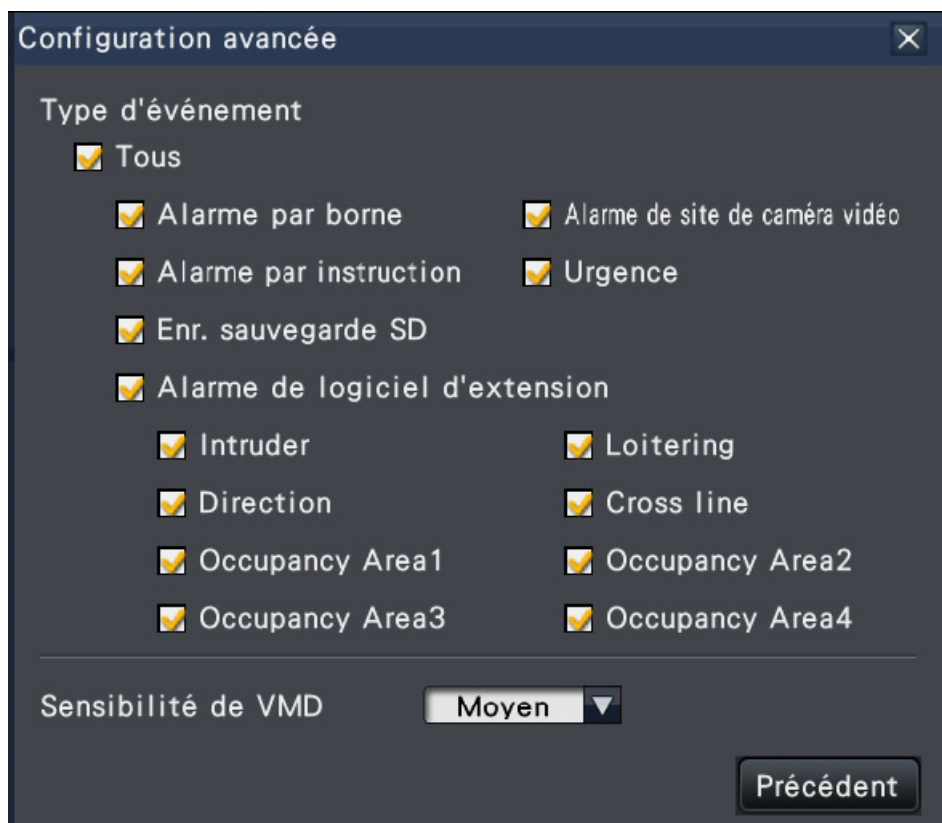 Configuration avancée
Type d'événement
Tous
Alarme par borne
Alarme de site de caméra vidéo
Alarme par instruction
Urgence
Enr. sauvegarde SD
Alarme de logiciel d'extension
Intruder
Loitering
Direction
Cross line
Occupancy Area1
Occupancy Area2
Occupancy Area3
Occupancy Area4
Sensibilité de VMD
Moyen
Précédent